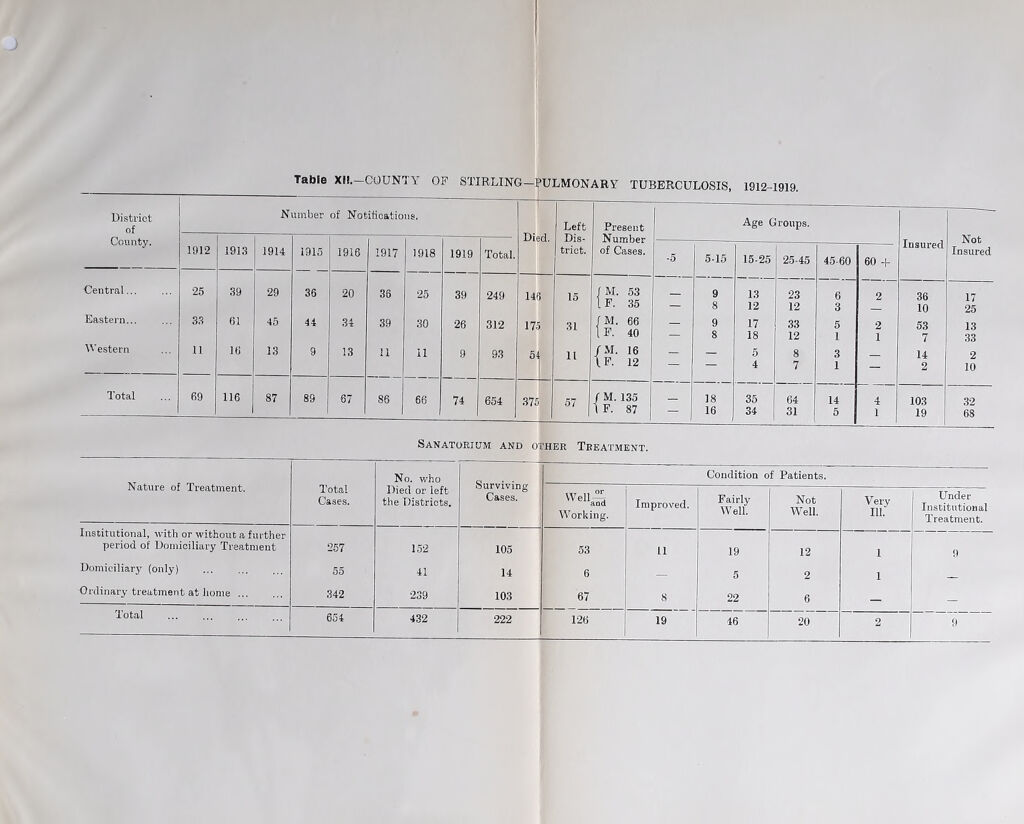 Table XII.—COUNTY OF STIRLING—PULMONARY TUBERCULOSIS, 1912-1919.
District of County. | Number of Notifications. | Died. | Left Dis-trict. | Present Number of Cases. | Age Groups. | Insured | Not Insured
1912 | 1913 | 1914 | 1915 | 1916 | 1917 | 1918 | 1919 | Total. | -5 | 5-15 | 15-25 | 25-45 | 45-60 | 60 +
Central... ... | 25 | 39 | 29 | 36 | 20 | 36 | 25 | 39 | 249 | 146 | 15 | { M. 53 | — | 9 | 13 | 23 | 6 | 2 | 36 | 17
F. 35 | — | 8 | 12 | 12 | 3 | — | 10 | 25
Eastern... ... | 33 | 61 | 45 | 44 | 34 | 39 | 30 | 26 | 312 | 175 | 31 | { M. 66 | — | 9 | 17 | 33 | 5 | 2 | 53 | 13
F. 40 | — | 8 | 18 | 12 | 1 | 1 | 7 | 33
Western ... | 11 | 16 | 13 | 9 | 13 | 11 | 11 | 9 | 93 | 54 | 11 | { M. 16 | — | — | 5 | 8 | 3 | — | 14 | 2
F. 12 | — | — | 4 | 7 | 1 | — | 2 | 10
Total ... | 69 | 116 | 87 | 89 | 67 | 86 | 66 | 74 | 654 | 375 | 57 | { M. 135 | — | 18 | 35 | 64 | 14 | 4 | 103 | 32
F. 87 | — | 16 | 34 | 31 | 5 | 1 | 19 | 68
SANATORIUM AND OTHER TREATMENT.
Nature of Treatment. | Total Cases. | No. who Died or left the Districts. | Surviving Cases. | Condition of Patients.
Well or and Working. | Improved. | Fairly Well. | Not Well. | Very Ill. | Under Institutional Treatment.
Institutional, with or without a further
period of Domiciliary Treatment | 257 | 152 | 105 | 53 | 11 | 19 | 12 | 1 | 9
Domiciliary (only) ... ... ... | 55 | 41 | 14 | 6 | — | 5 | 2 | 1 | —
Ordinary treatment at home ... ... | 342 | 239 | 103 | 67 | 8 | 22 | 6 | — | —
Total ... ... ... ... | 654 | 432 | 222 | 126 | 19 | 46 | 20 | 2 | 9